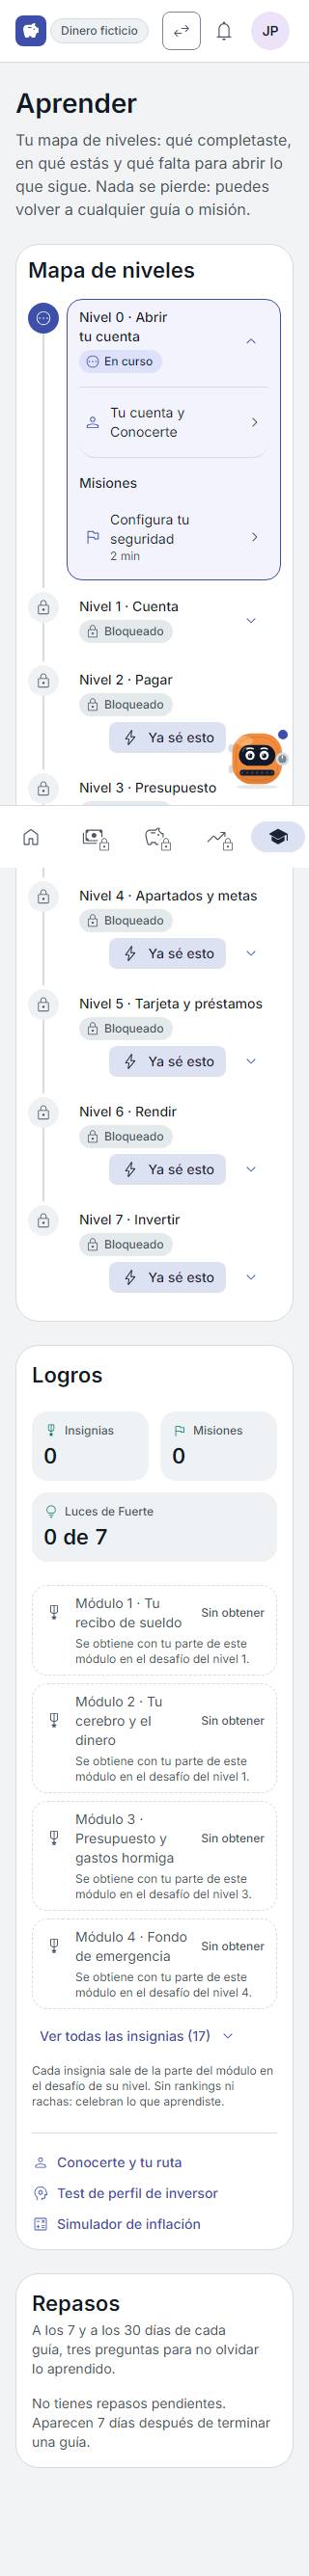 Dinero ficticio
JP
Aprender
Tu mapa de niveles: qué completaste,
en qué estás y qué falta para abrir lo
que sigue. Nada se pierde: puedes
volver a cualquier guía o misión.
Mapa de niveles
Nivel 0 · Abrir
tu cuenta
En curso
Tu cuenta y
Conocerte
Misiones
Configura tu
seguridad
2 min
Nivel 1 · Cuenta
Bloqueado
Nivel 2 · Pagar
Bloqueado
Ya sé esto
Nivel 3 · Presupuesto
Nivel 4 · Apartados y metas
Bloqueado
Ya sé esto
Nivel 5 · Tarjeta y préstamos
Bloqueado
Ya sé esto
Nivel 6 · Rendir
Bloqueado
Ya sé esto
Nivel 7 · Invertir
Bloqueado
Ya sé esto
Logros
Insignias
0
Misiones
0
Luces de Fuerte
0 de 7
Módulo 1 · Tu
recibo de sueldo
Sin obtener
Se obtiene con tu parte de este
módulo en el desafío del nivel 1.
Módulo 2 · Tu
cerebro y el
dinero
Sin obtener
Se obtiene con tu parte de este
módulo en el desafío del nivel 1.
Módulo 3 ·
Presupuesto y
gastos hormiga
Sin obtener
Se obtiene con tu parte de este
módulo en el desafío del nivel 3.
Módulo 4 · Fondo
de emergencia
Sin obtener
Se obtiene con tu parte de este
módulo en el desafío del nivel 4.
Ver todas las insignias (17)
Cada insignia sale de la parte del módulo en
el desafío de su nivel. Sin rankings ni
rachas: celebran lo que aprendiste.
Conocerte y tu ruta
Test de perfil de inversor
Simulador de inflación
Repasos
A los 7 y a los 30 días de cada
guía, tres preguntas para no olvidar
lo aprendido.
No tienes repasos pendientes.
Aparecen 7 días después de terminar
una guía.